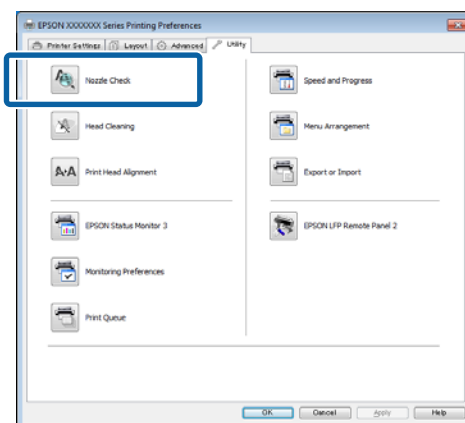 EPSON XXXXXXX Series Printing Preferences
Printer Settings Layout Advanced Utility
Nozzle Check
Speed and Progress
Head Cleaning
Menu Arrangement
A A Print Head Alignment
Export or Import
EPSON Status Monitor 3
EPSON LFP Remote Panel 2
Monitoring Preferences
Print Queue
OK Cancel Apply Help